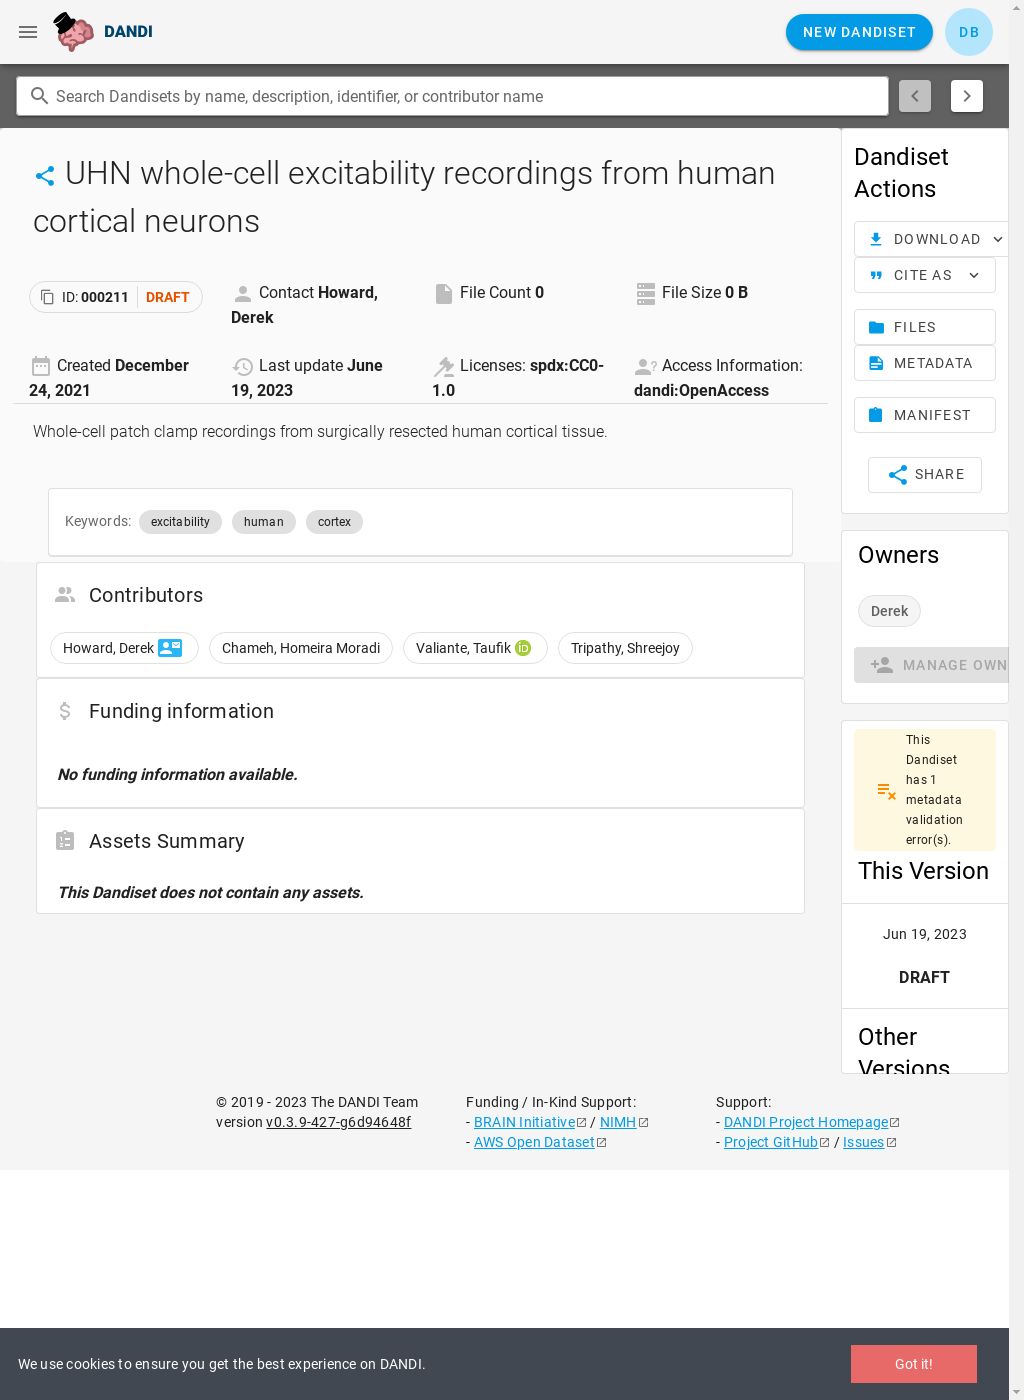 DANDI
NEW DANDISET
DB
Search Dandisets by name, description, identifier, or contributor name
UHN whole-cell excitability recordings from human
cortical neurons
ID: 000211 DRAFT
Contact Howard,
Derek
File Count 0
File Size 0 B
Created December
24, 2021
Last update June
19, 2023
Licenses: spdx:CC0-
1.0
Access Information:
dandi:OpenAccess
Whole-cell patch clamp recordings from surgically resected human cortical tissue.
Keywords: excitability human cortex
Contributors
Howard, Derek Chameh, Homeira Moradi Valiante, Taufik iD Tripathy, Shreejoy
Funding information
No funding information available.
Assets Summary
This Dandiset does not contain any assets.
Dandiset
Actions
DOWNLOAD
CITE AS
FILES
METADATA
MANIFEST
SHARE
Owners
Derek
MANAGE OWN
This
Dandiset
has 1
metadata
validation
error(s).
This Version
Jun 19, 2023
DRAFT
Other
Versions
© 2019 - 2023 The DANDI Team
version v0.3.9-427-g6d94648f
Funding / In-Kind Support:
- BRAIN Initiative / NIMH
- AWS Open Dataset
Support:
- DANDI Project Homepage
- Project GitHub / Issues
We use cookies to ensure you get the best experience on DANDI.
Got it!